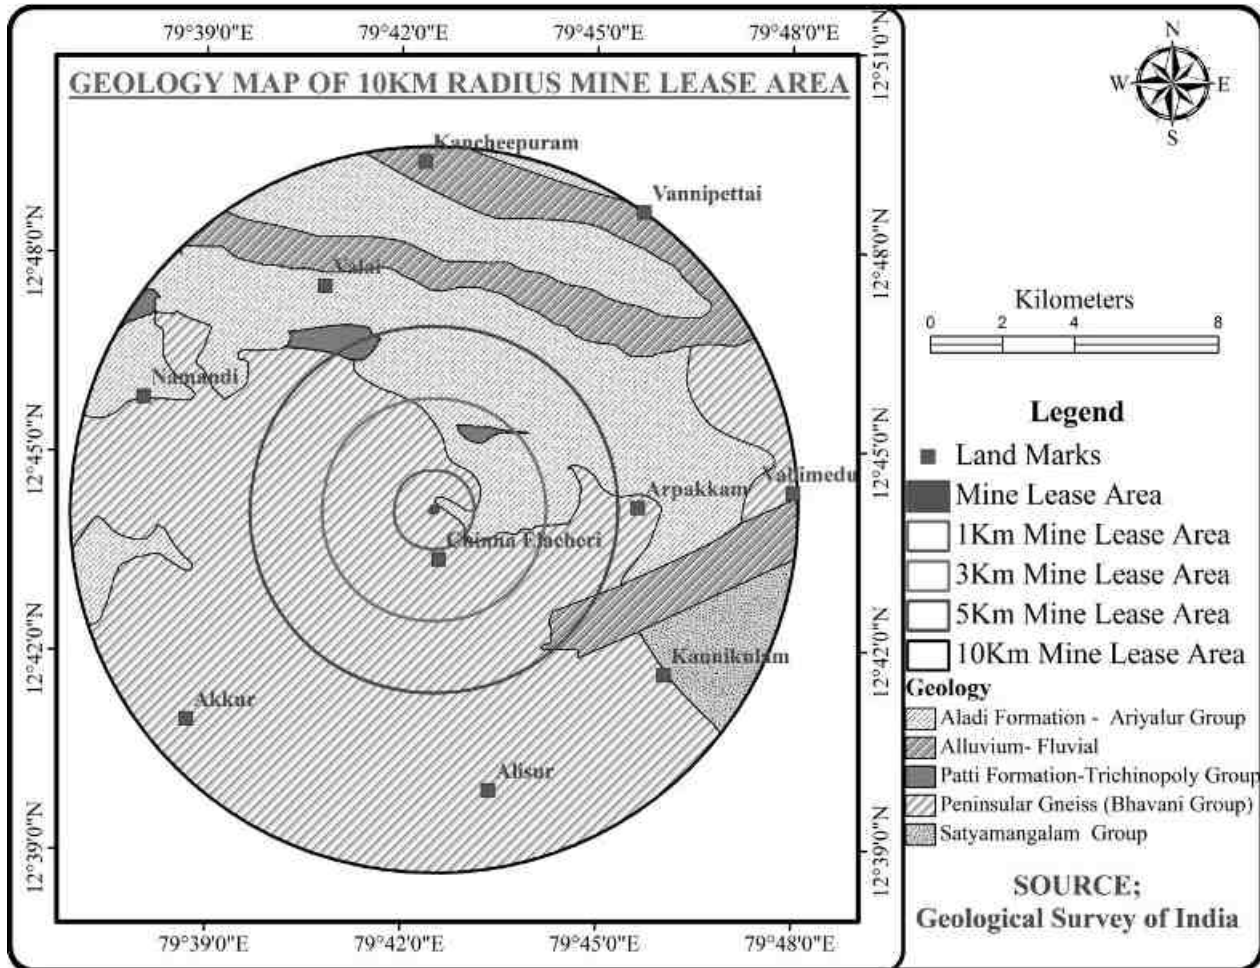 79°39'0"E 79°42'0"E 79°45'0"E 79°48'0"E
12°51'0"N
GEOLOGY MAP OF 10KM RADIUS MINE LEASE AREA
N
W E
S
Kancheepuram
Vannipettai
12°48'0"N
12°48'0"N
Valai
Kilometers
0 2 4 8
Namandi
Legend
Land Marks
12°45'0"N
12°45'0"N
Arpakkam
Mine Lease Area
1Km Mine Lease Area
Chinna Elacheri
3Km Mine Lease Area
5Km Mine Lease Area
12°42'0"N
12°42'0"N
10Km Mine Lease Area
Akkur
Geology
Aladi Formation - Ariyalur Group
Alluvium- Fluvial
Alisur
Patti Formation-Trichinopoly Group
Peninsular Gneiss (Bhavani Group)
Satyamangalam Group
12°39'0"N
12°39'0"N
SOURCE;
Geological Survey of India
79°39'0"E 79°42'0"E 79°45'0"E 79°48'0"E